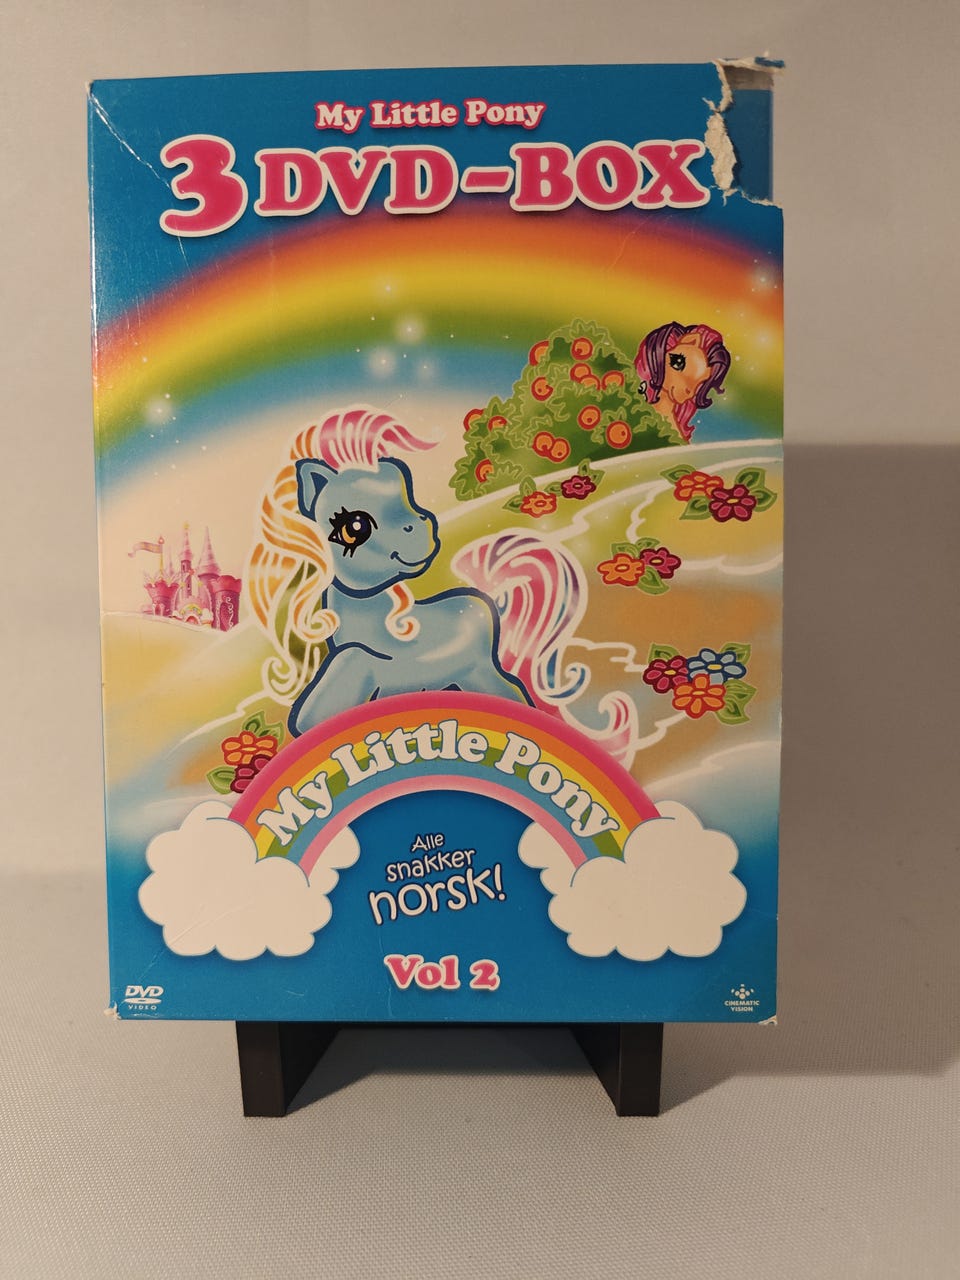 My Little Pony
3 DVD-BOX
My Little Pony
Alle
snakker
norsk!
Vol 2
DVD
VIDEO
CINEMATIC
VISION